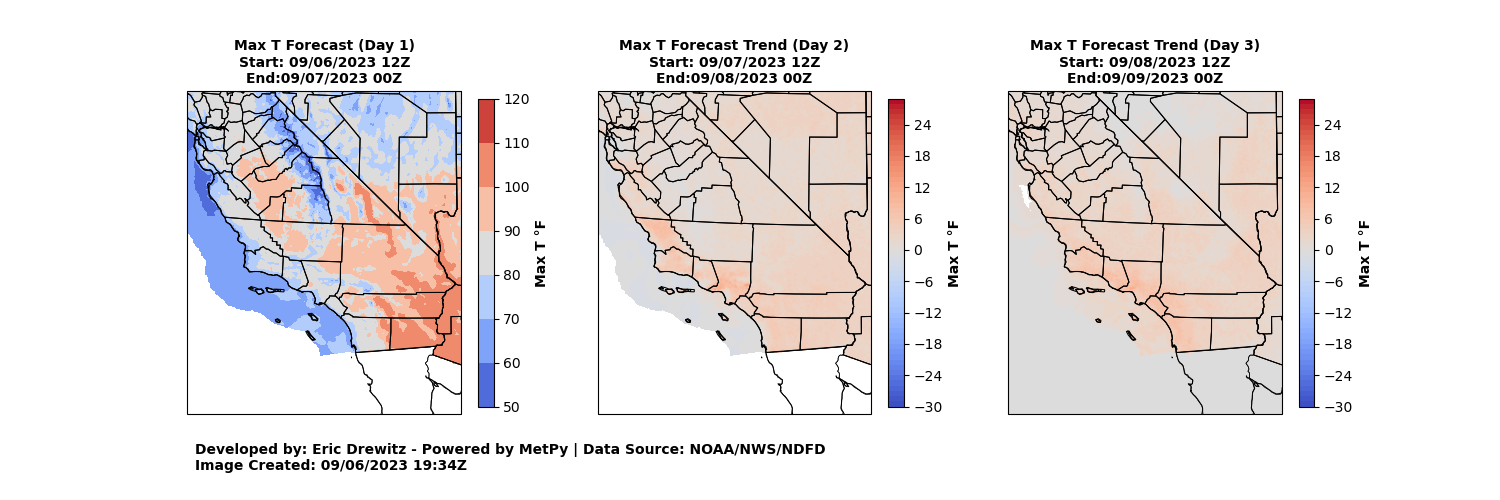 Max T Forecast (Day 1)
Start: 09/06/2023 12Z
End:09/07/2023 00Z
120
110
100
90
80
70
60
50
Max T °F
Max T Forecast Trend (Day 2)
Start: 09/07/2023 12Z
End:09/08/2023 00Z
24
18
12
6
0
−6
−12
−18
−24
−30
Max T °F
Max T Forecast Trend (Day 3)
Start: 09/08/2023 12Z
End:09/09/2023 00Z
24
18
12
6
0
−6
−12
−18
−24
−30
Max T °F
Developed by: Eric Drewitz - Powered by MetPy | Data Source: NOAA/NWS/NDFD
Image Created: 09/06/2023 19:34Z